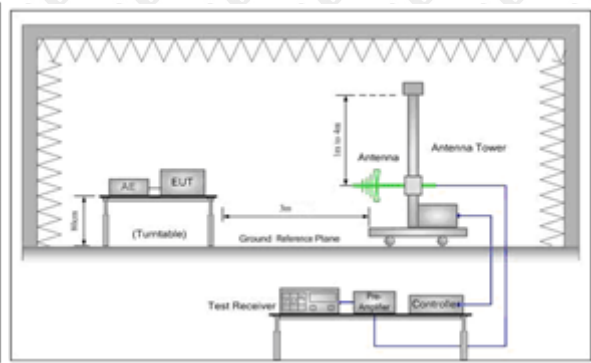 1m to 4m
Antenna
Antenna Tower
AE
EUT
80cm
3m
(Turntable)
Ground Reference Plane
Test Receiver
Pre-
Amplifier
Controller